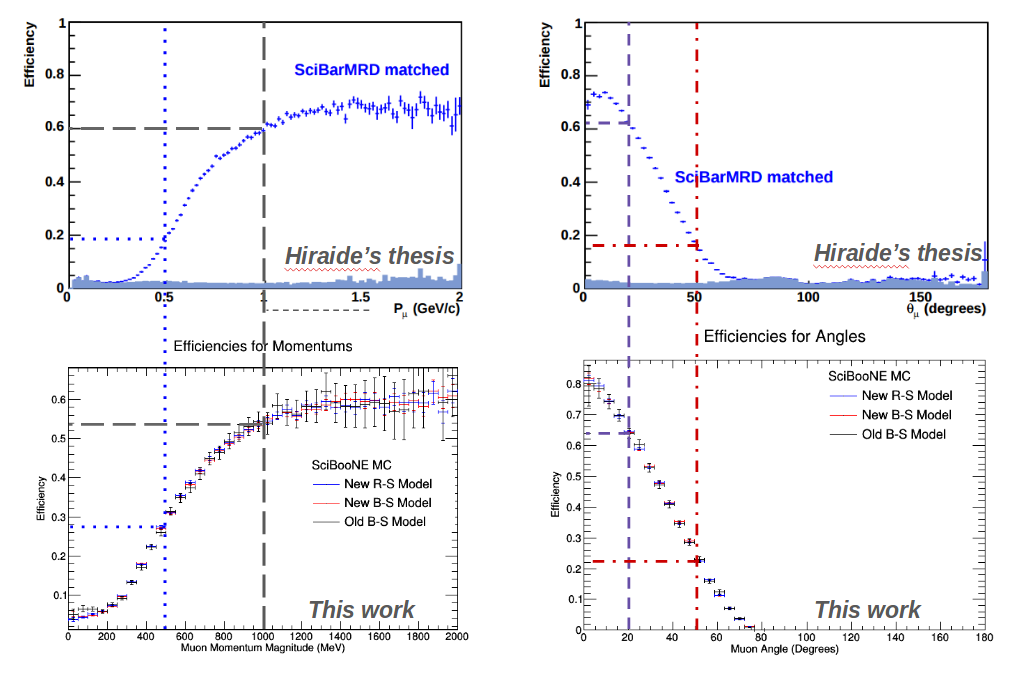 Efficiency
1
0.8
0.6
0.4
0.2
0
SciBarMRD matched
Hiraide's thesis
0 0.5 1 1.5 2
Pμ (GeV/c)
Efficiency
1
0.8
0.6
0.4
0.2
0
SciBarMRD matched
Hiraide's thesis
0 50 100 150
θμ (degrees)
Efficiencies for Momentums
Efficiency
0.6
0.5
0.4
0.3
0.2
0.1
SciBooNE MC
New R-S Model
New B-S Model
Old B-S Model
This work
0 200 400 600 800 1000 1200 1400 1600 1800 2000
Muon Momentum Magnitude (MeV)
Efficiencies for Angles
Efficiency
0.8
0.7
0.6
0.5
0.4
0.3
0.2
0.1
0
SciBooNE MC
New R-S Model
New B-S Model
Old B-S Model
This work
0 20 40 60 80 100 120 140 160 180
Muon Angle (Degrees)